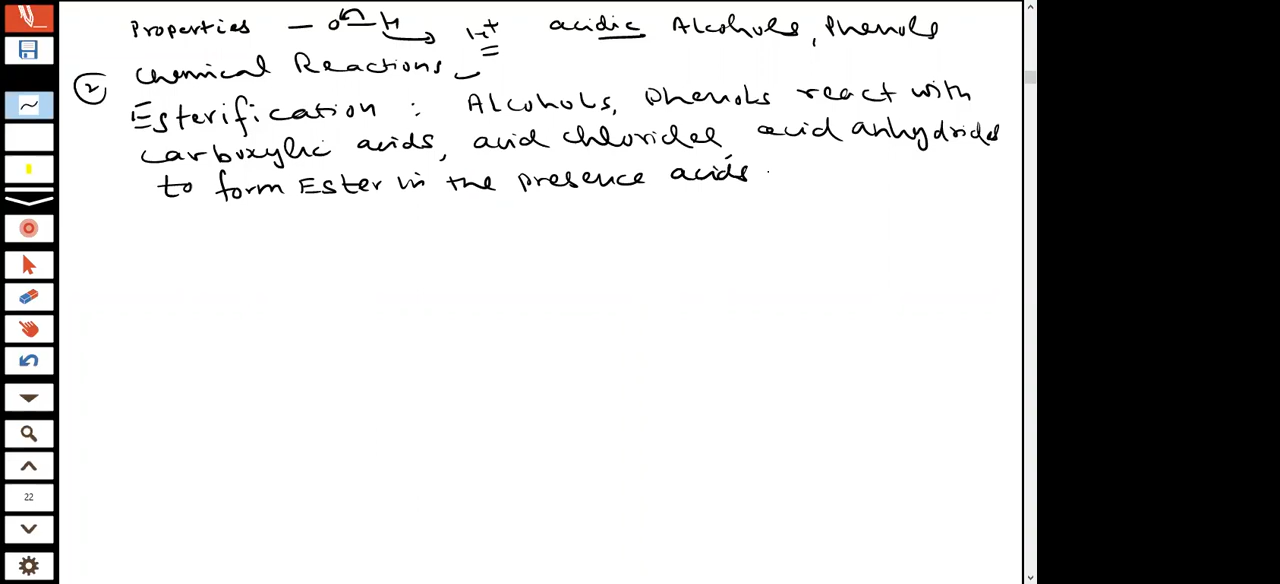 Properties – O–H → H+ acidic Alcohols, Phenols
② Chemical Reactions
Esterification : Alcohols, phenols react with
carboxylic acids, acid chlorides, acid anhydrides
to form Ester in the presence acids.
22